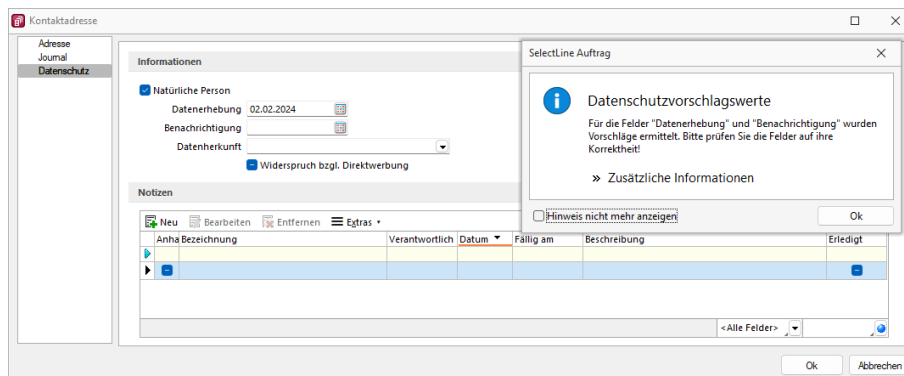 Kontaktadresse
Adresse
Journal
Datenschutz
Informationen
Natürliche Person
Datenerhebung 02.02.2024
Benachrichtigung
Datenherkunft
Widerspruch bzgl. Direktwerbung
Notizen
Neu Bearbeiten Entfernen Extras
Anha Bezeichnung Verantwortlich Datum Fällig am Beschreibung Erledigt
<Alle Felder>
Ok Abbrechen
SelectLine Auftrag
Datenschutzvorschlagswerte
Für die Felder "Datenerhebung" und "Benachrichtigung" wurden
Vorschläge ermittelt. Bitte prüfen Sie die Felder auf ihre
Korrektheit!
» Zusätzliche Informationen
Hinweis nicht mehr anzeigen Ok